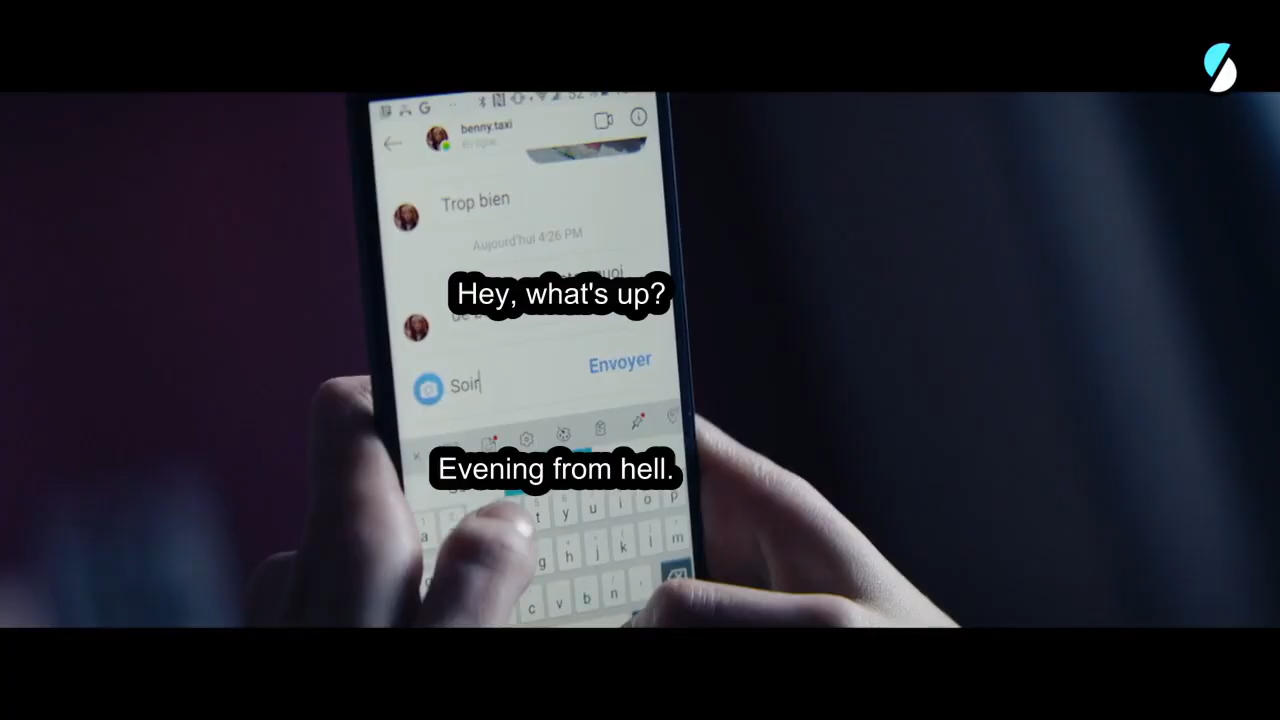 benny.taxi
Trop bien
Aujourd'hui 4:26 PM
Hey, what's up?
Envoyer
Soir
Evening from hell.
t y u i o p
a
g h j k l m
c v b n